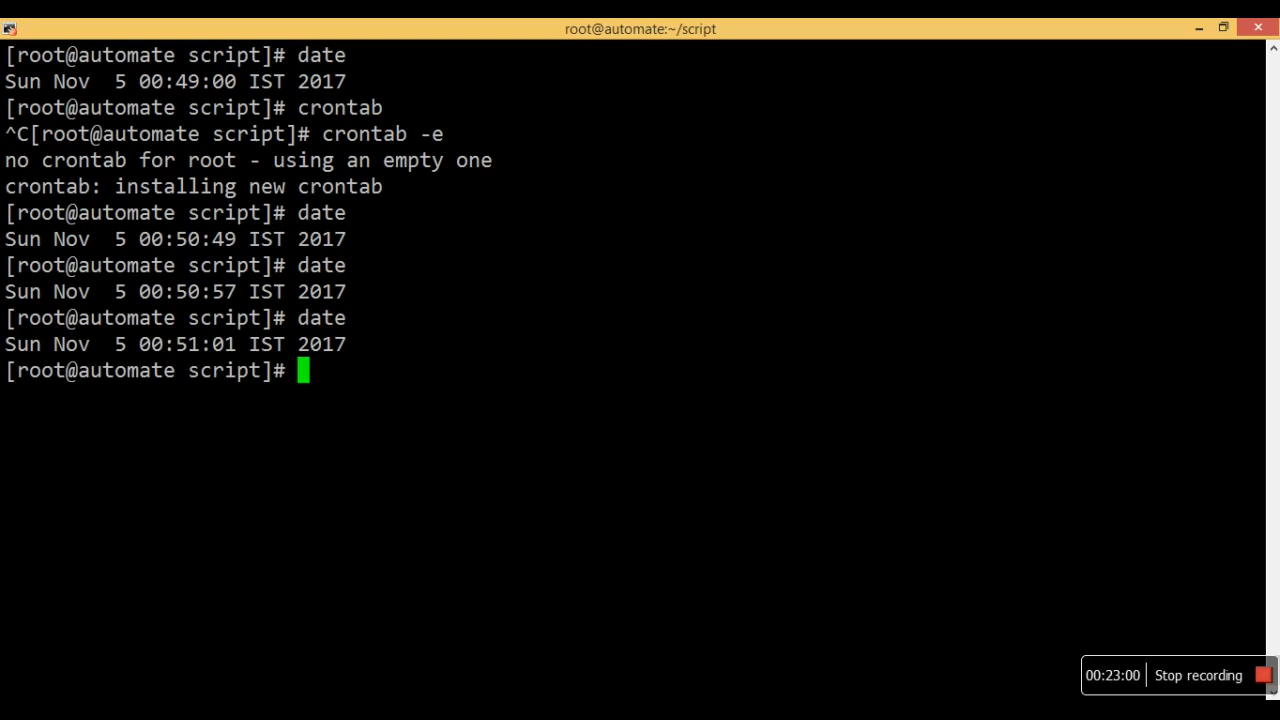 root@automate:~/script
[root@automate script]# date
Sun Nov  5 00:49:00 IST 2017
[root@automate script]# crontab
^C[root@automate script]# crontab -e
no crontab for root - using an empty one
crontab: installing new crontab
[root@automate script]# date
Sun Nov  5 00:50:49 IST 2017
[root@automate script]# date
Sun Nov  5 00:50:57 IST 2017
[root@automate script]# date
Sun Nov  5 00:51:01 IST 2017
[root@automate script]#
00:23:00 Stop recording